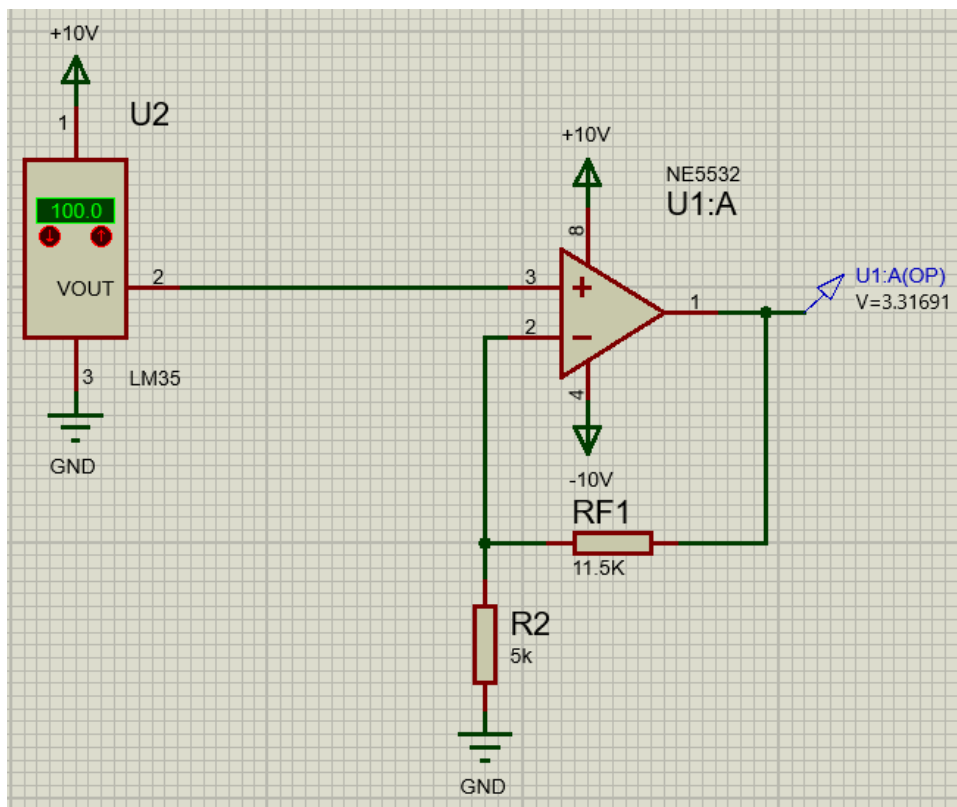 +10V
1
U2
100.0
VOUT
2
3
LM35
GND
+10V
NE5532
U1:A
8
3
+
2
−
1
4
-10V
U1:A(OP)
V=3.31691
RF1
11.5K
R2
5k
GND